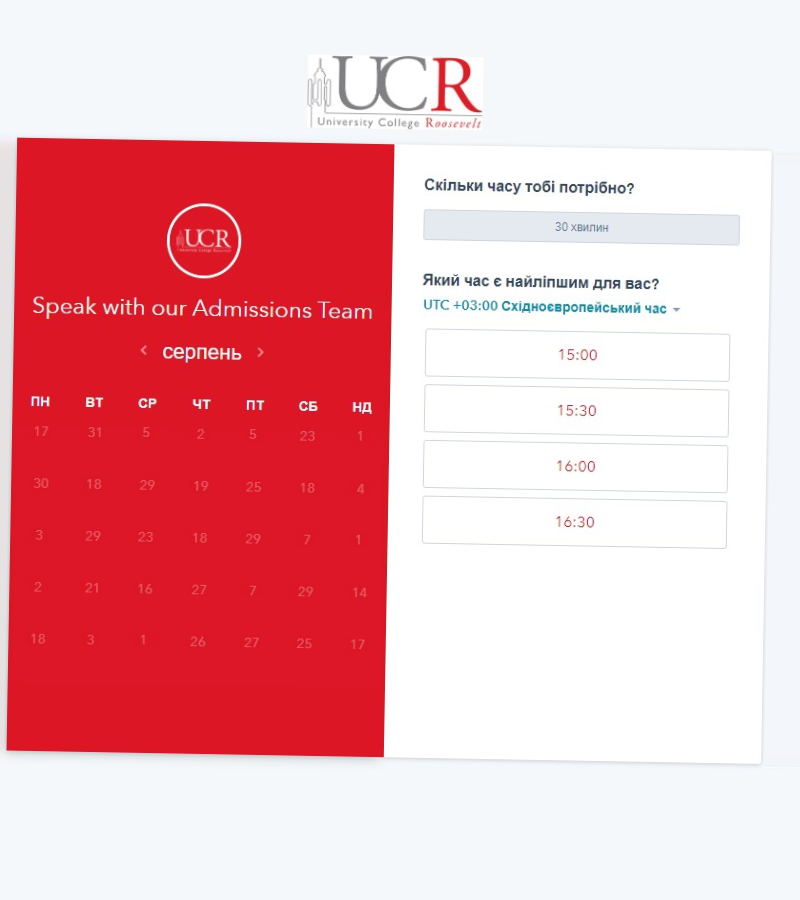 UCR
University College Roosevelt
UCR
Speak with our Admissions Team
серпень
ПН ВТ СР ЧТ ПТ СБ НД
17 31 5 2 5 23 1
30 18 29 19 25 18 4
3 29 23 18 29 7 1
2 21 16 27 7 29 14
18 3 1 26 27 25 17
Скільки часу тобі потрібно?
30 хвилин
Який час є найліпшим для вас?
UTC +03:00 Східноєвропейський час
15:00
15:30
16:00
16:30